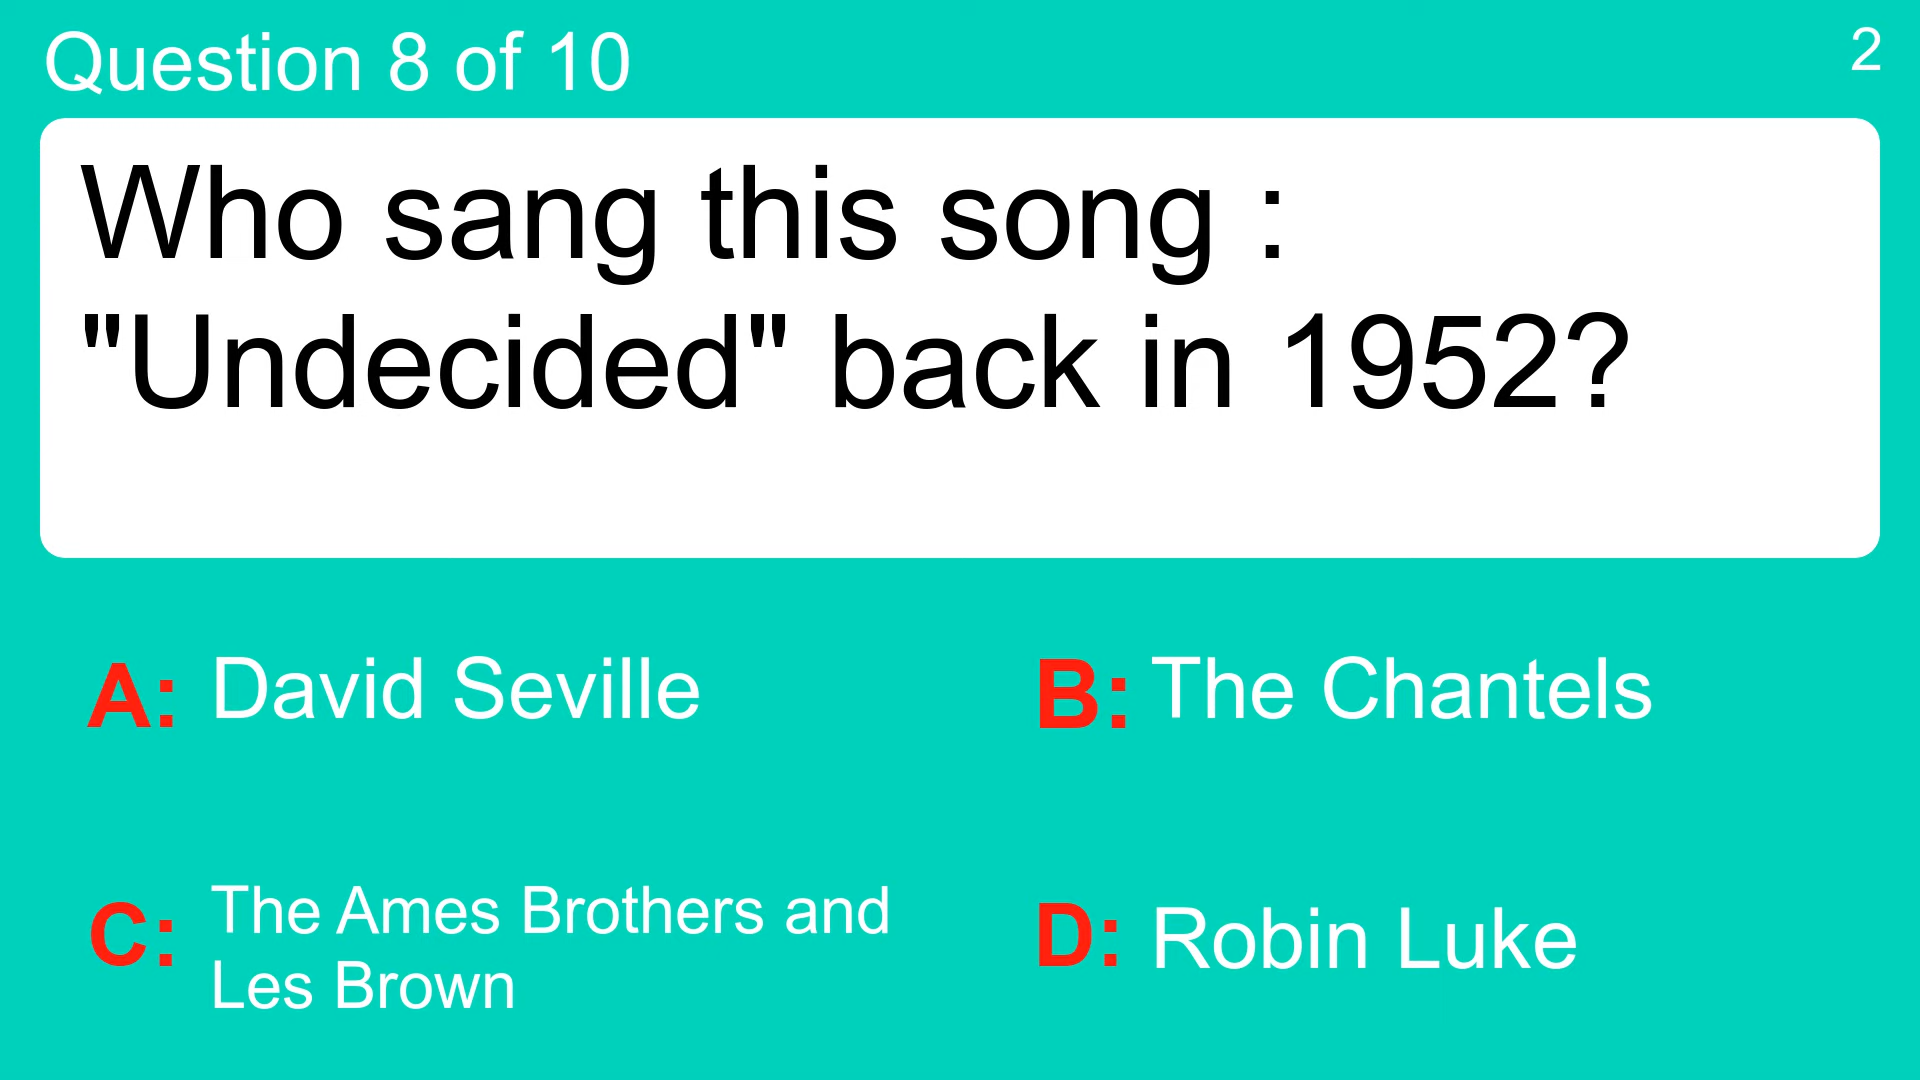 Question 8 of 10
2
Who sang this song :
"Undecided" back in 1952?
A: David Seville
B: The Chantels
C: The Ames Brothers and
Les Brown
D: Robin Luke